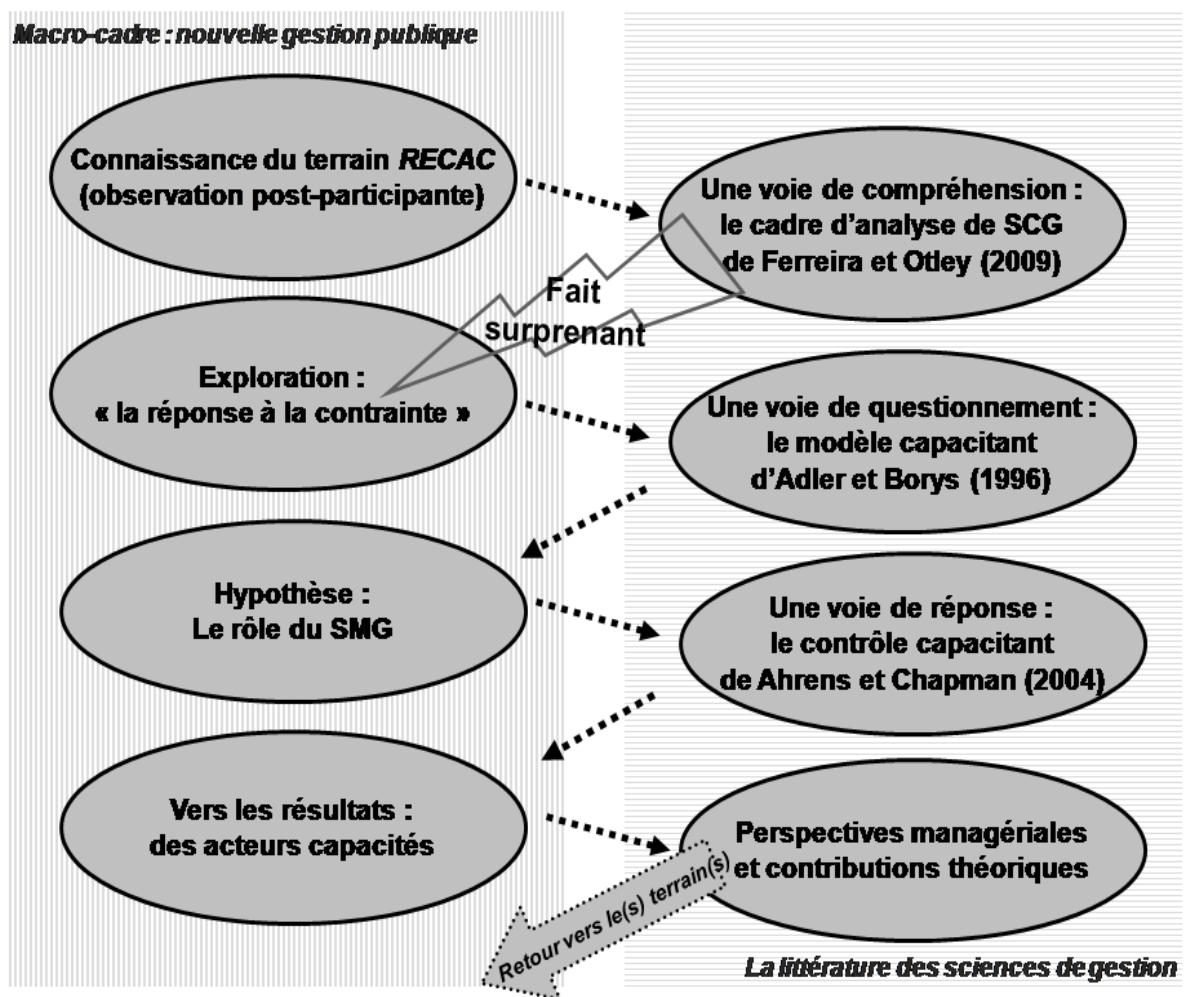 Macro-cadre : nouvelle gestion publique
Connaissance du terrain RECAC
(observation post-participante)
Une voie de compréhension :
le cadre d'analyse de SCG
de Ferreira et Otley (2009)
Fait
surprenant
Exploration :
« la réponse à la contrainte »
Une voie de questionnement :
le modèle capacitant
d'Adler et Borys (1996)
Hypothèse :
Le rôle du SMG
Une voie de réponse :
le contrôle capacitant
de Ahrens et Chapman (2004)
Vers les résultats :
des acteurs capacités
Perspectives managériales
et contributions théoriques
Retour vers le(s) terrain(s)
La littérature des sciences de gestion